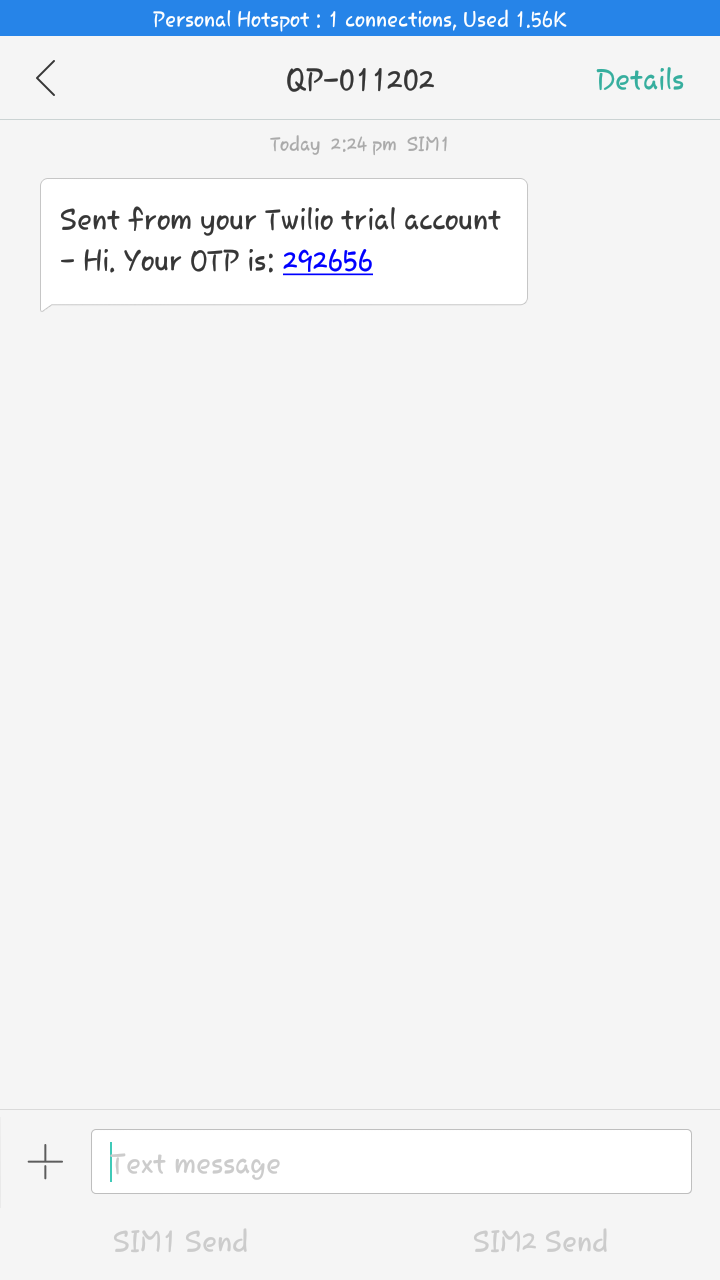 Personal Hotspot : 1 connections, Used 1.56K
QP-011202 Details
Today 2:24 pm SIM1
Sent from your Twilio trial account
- Hi. Your OTP is: 292656
Text message
SIM1 Send SIM2 Send